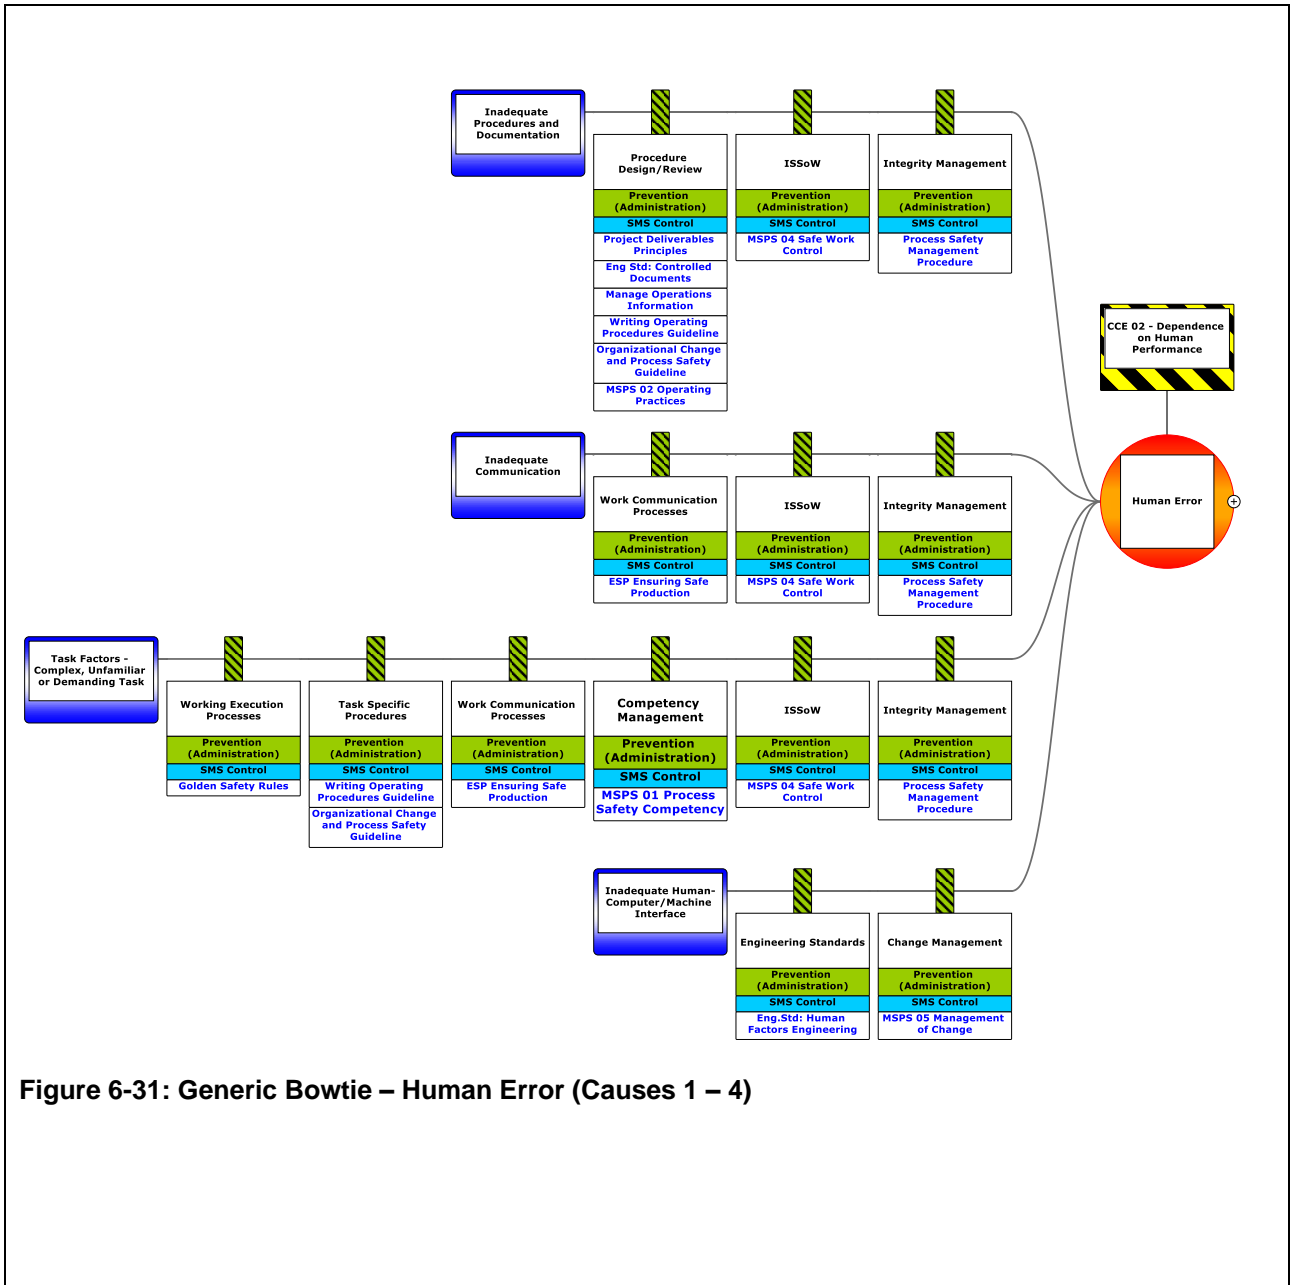 Inadequate
Procedures and
Documentation
Procedure
Design/Review
Prevention
(Administration)
SMS Control
Project Deliverables
Principles
Eng Std: Controlled
Documents
Manage Operations
Information
Writing Operating
Procedures Guideline
Organizational Change
and Process Safety
Guideline
MSPS 02 Operating
Practices
ISSoW
Prevention
(Administration)
SMS Control
MSPS 04 Safe Work
Control
Integrity Management
Prevention
(Administration)
SMS Control
Process Safety
Management
Procedure
CCE 02 - Dependence
on Human
Performance
Human Error
Inadequate
Communication
Work Communication
Processes
Prevention
(Administration)
SMS Control
ESP Ensuring Safe
Production
ISSoW
Prevention
(Administration)
SMS Control
MSPS 04 Safe Work
Control
Integrity Management
Prevention
(Administration)
SMS Control
Process Safety
Management
Procedure
Task Factors -
Complex, Unfamiliar
or Demanding Task
Working Execution
Processes
Prevention
(Administration)
SMS Control
Golden Safety Rules
Task Specific
Procedures
Prevention
(Administration)
SMS Control
Writing Operating
Procedures Guideline
Organizational Change
and Process Safety
Guideline
Work Communication
Processes
Prevention
(Administration)
SMS Control
ESP Ensuring Safe
Production
Competency
Management
Prevention
(Administration)
SMS Control
MSPS 01 Process
Safety Competency
ISSoW
Prevention
(Administration)
SMS Control
MSPS 04 Safe Work
Control
Integrity Management
Prevention
(Administration)
SMS Control
Process Safety
Management
Procedure
Inadequate Human-
Computer/Machine
Interface
Engineering Standards
Prevention
(Administration)
SMS Control
Eng.Std: Human
Factors Engineering
Change Management
Prevention
(Administration)
SMS Control
MSPS 05 Management
of Change
Figure 6-31: Generic Bowtie – Human Error (Causes 1 – 4)